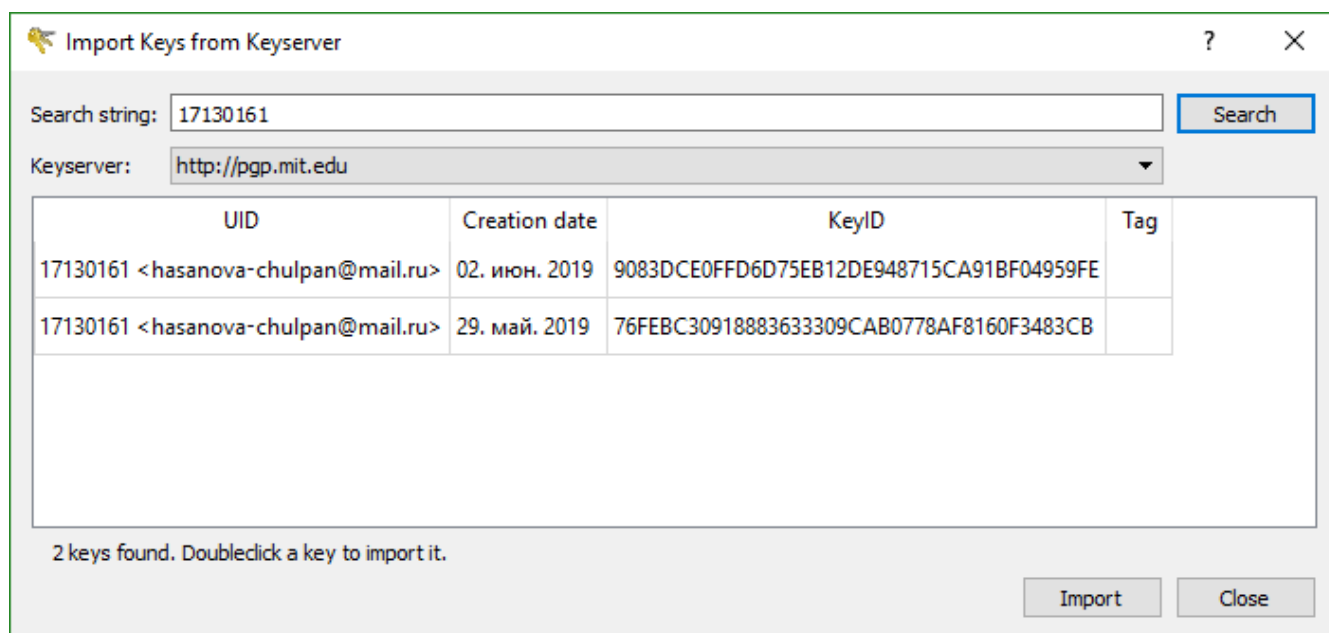 Import Keys from Keyserver ?
Search string: 17130161 Search
Keyserver: http://pgp.mit.edu
UID Creation date KeyID Tag
17130161 <hasanova-chulpan@mail.ru> 02. июн. 2019 9083DCE0FFD6D75EB12DE948715CA91BF04959FE
17130161 <hasanova-chulpan@mail.ru> 29. май. 2019 76FEBC30918883633309CAB0778AF8160F3483CB
2 keys found. Doubleclick a key to import it.
Import Close